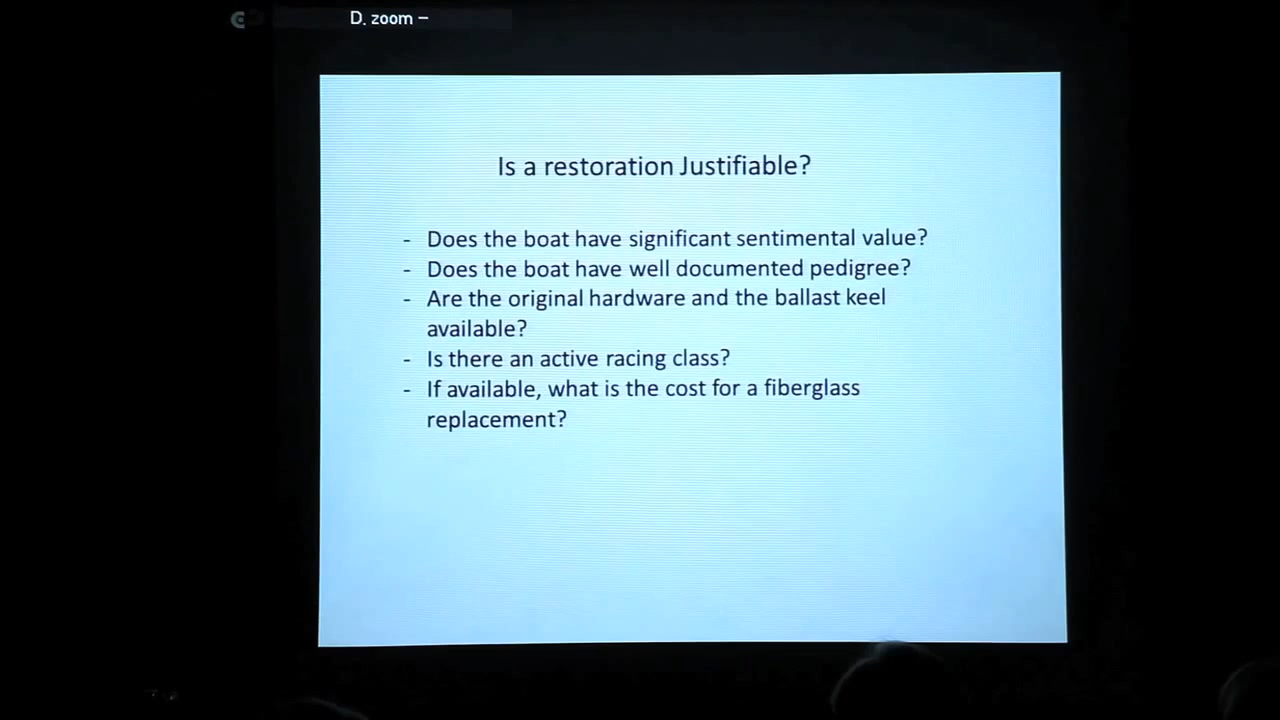 D. zoom –
Is a restoration Justifiable?
- Does the boat have significant sentimental value?
- Does the boat have well documented pedigree?
- Are the original hardware and the ballast keel
available?
- Is there an active racing class?
- If available, what is the cost for a fiberglass
replacement?